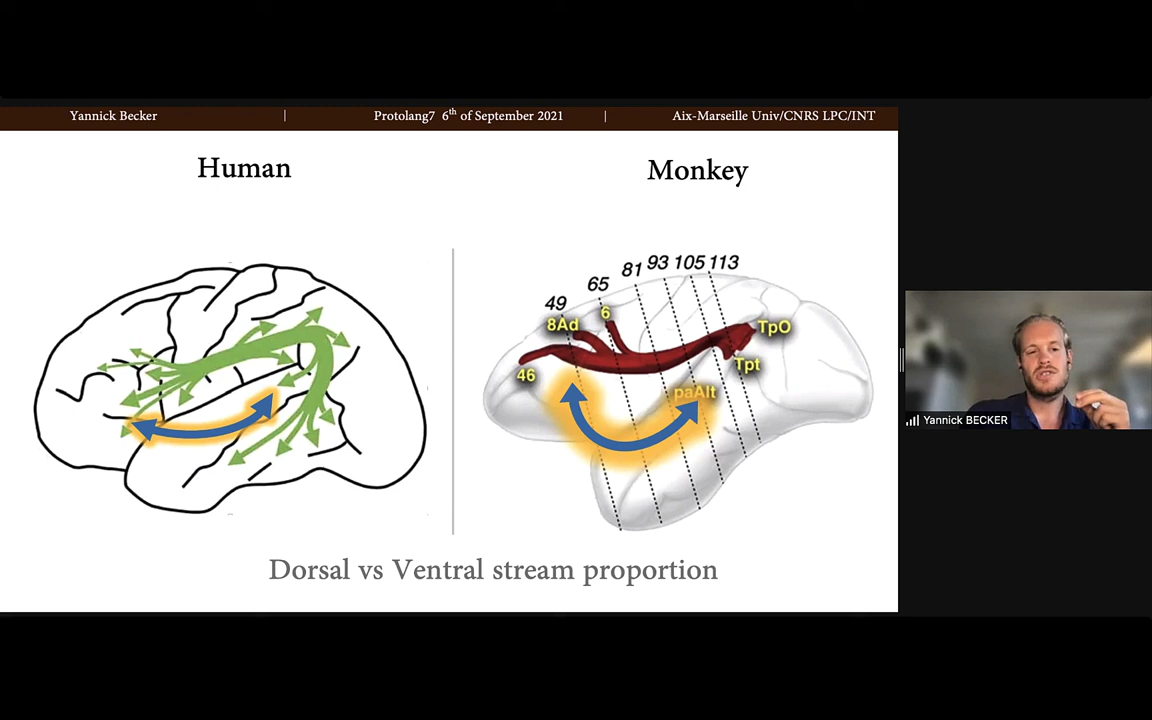 Yannick Becker | Protolang7 6th of September 2021 | Aix-Marseille Univ/CNRS LPC/INT
Human
Monkey
49 65 81 93 105 113
8Ad 6 TpO
46 Tpt
paAlt
Yannick BECKER
Dorsal vs Ventral stream proportion